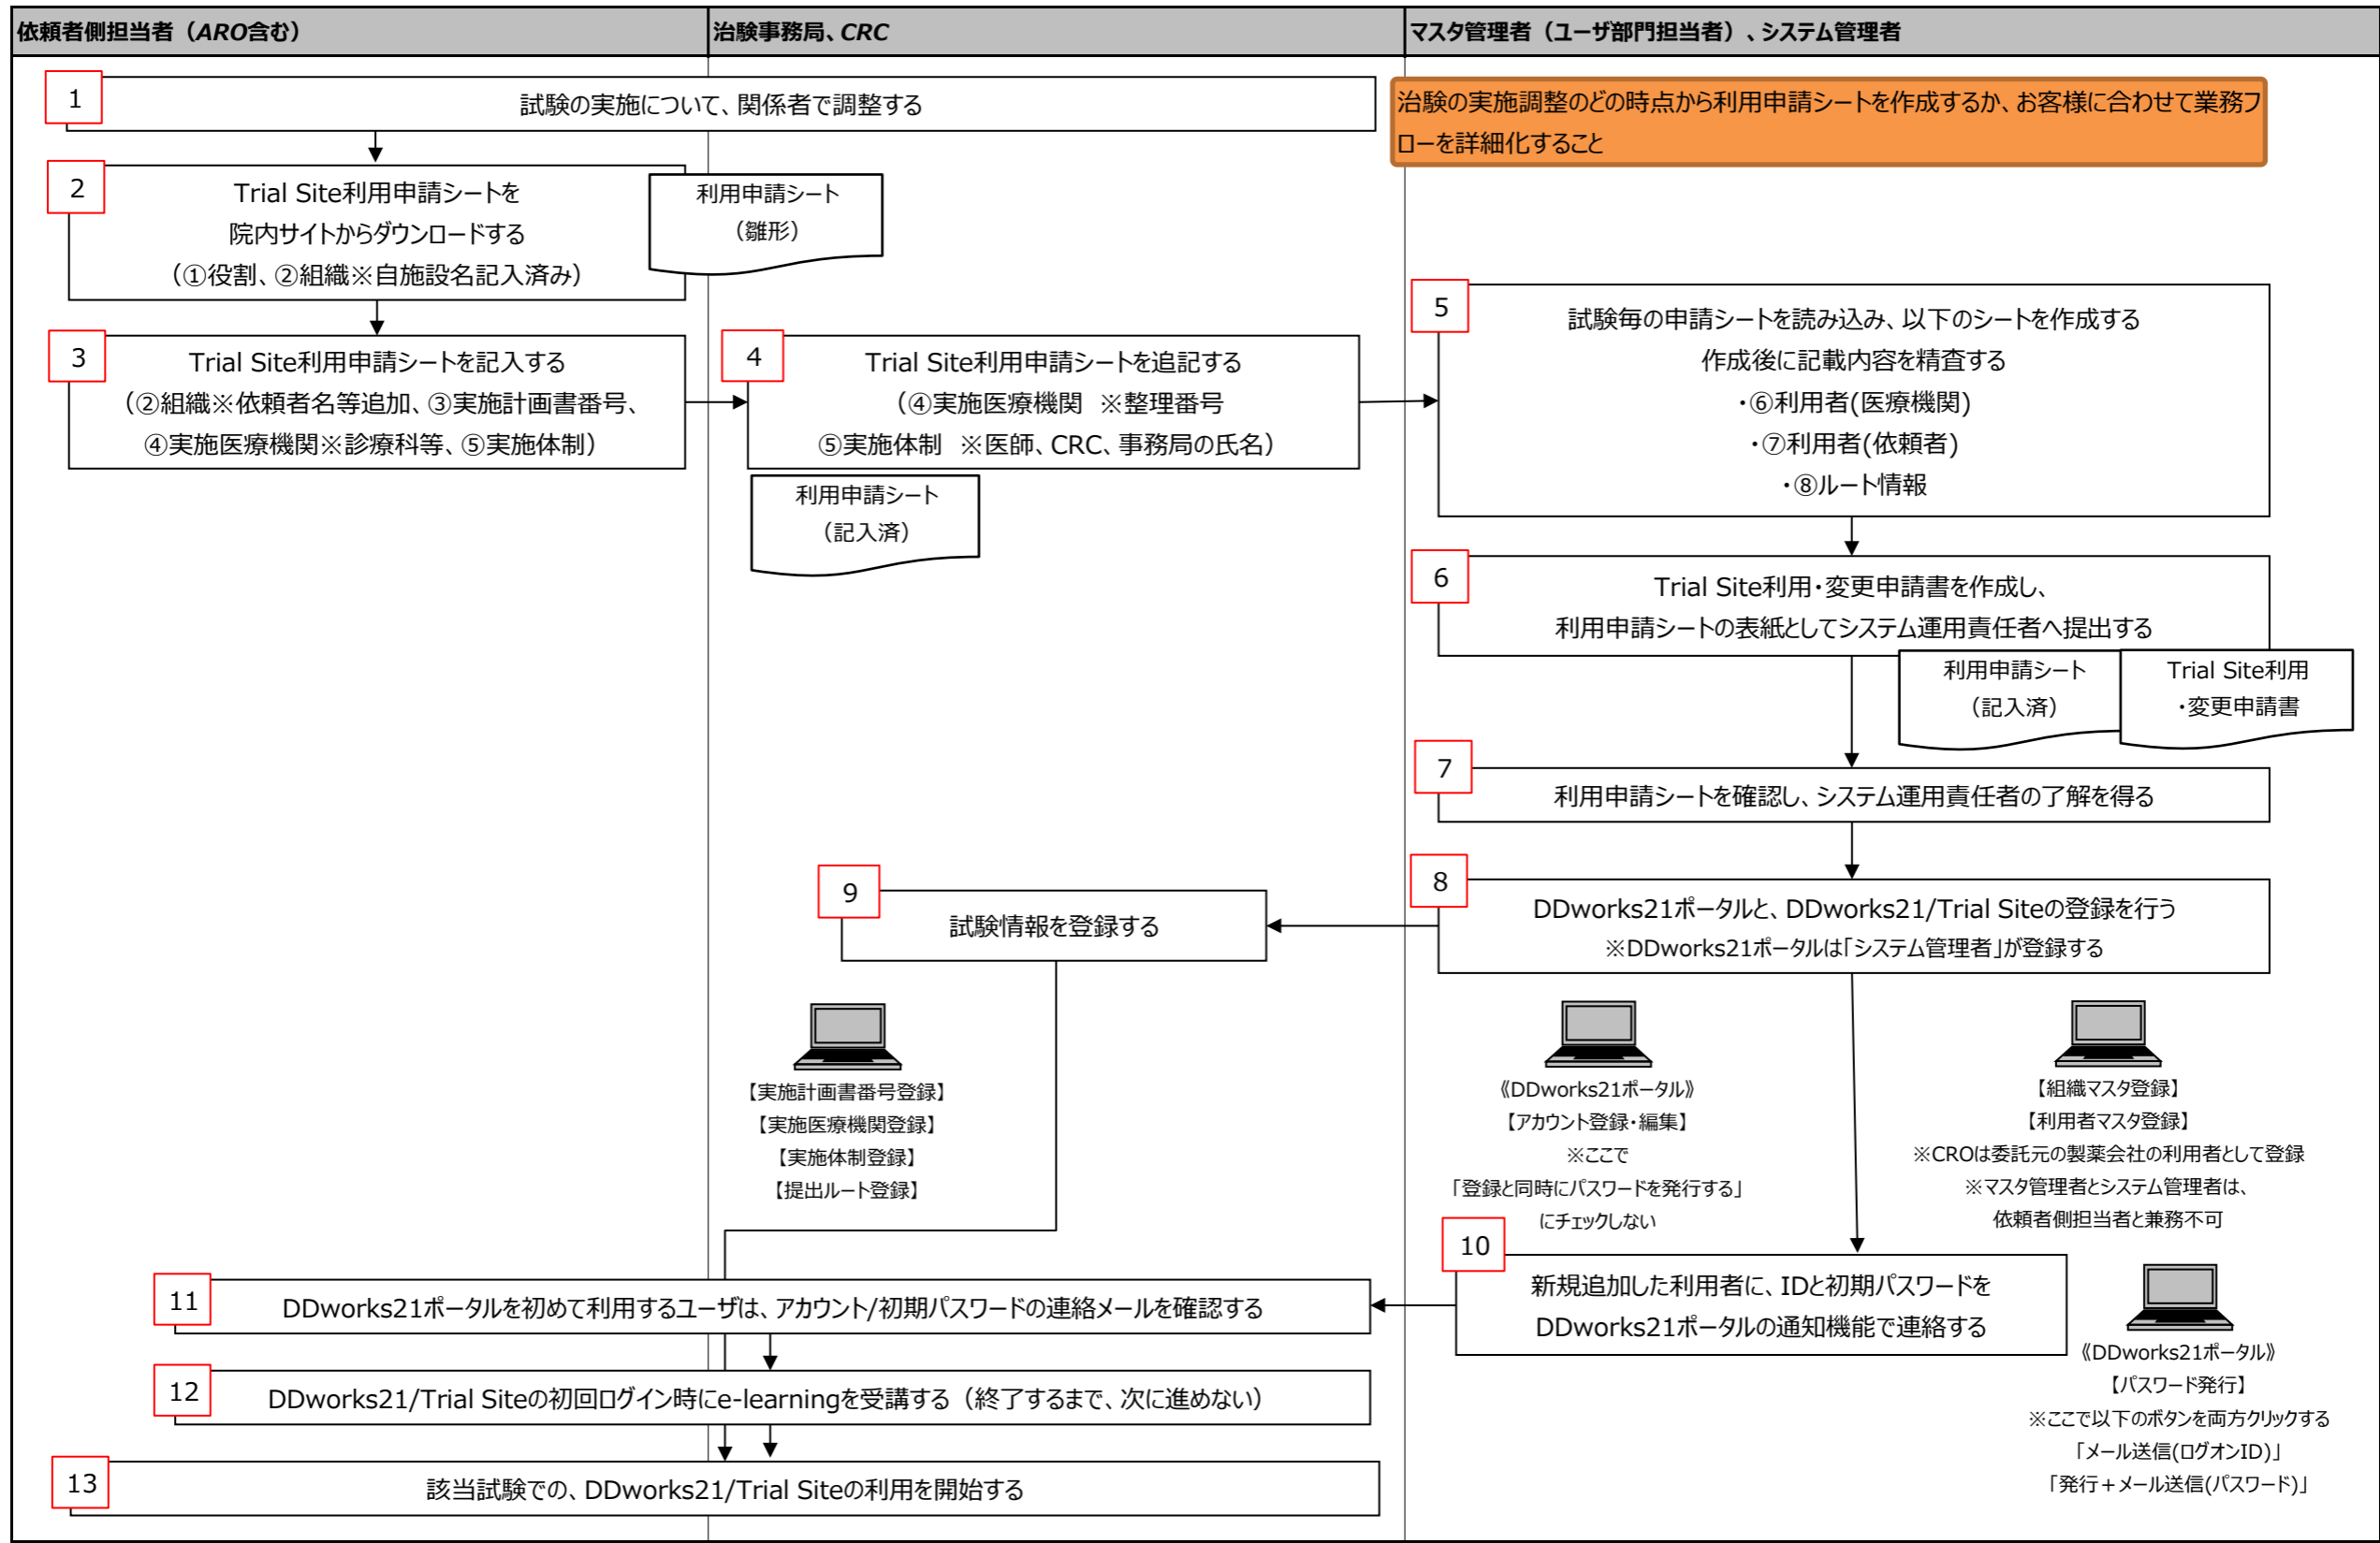 依頼者側担当者（ARO含む）
治験事務局、CRC
マスタ管理者（ユーザ部門担当者）、システム管理者
1
試験の実施について、関係者で調整する
治験の実施調整のどの時点から利用申請シートを作成するか、お客様に合わせて業務フ
ローを詳細化すること
2
Trial Site利用申請シートを
院内サイトからダウンロードする
（①役割、②組織※自施設名記入済み）
利用申請シート
（雛形）
3
Trial Site利用申請シートを記入する
（②組織※依頼者名等追加、③実施計画書番号、
④実施医療機関※診療科等、⑤実施体制）
4
Trial Site利用申請シートを追記する
（④実施医療機関　※整理番号
⑤実施体制　※医師、CRC、事務局の氏名）
利用申請シート
（記入済）
5
試験毎の申請シートを読み込み、以下のシートを作成する
作成後に記載内容を精査する
・⑥利用者(医療機関)
・⑦利用者(依頼者)
・⑧ルート情報
6
Trial Site利用・変更申請書を作成し、
利用申請シートの表紙としてシステム運用責任者へ提出する
利用申請シート
（記入済）
Trial Site利用
・変更申請書
7
利用申請シートを確認し、システム運用責任者の了解を得る
8
DDworks21ポータルと、DDworks21/Trial Siteの登録を行う
※DDworks21ポータルは「システム管理者」が登録する
9
試験情報を登録する
【実施計画書番号登録】
【実施医療機関登録】
【実施体制登録】
【提出ルート登録】
《DDworks21ポータル》
【アカウント登録・編集】
※ここで
「登録と同時にパスワードを発行する」
にチェックしない
【組織マスタ登録】
【利用者マスタ登録】
※CROは委託元の製薬会社の利用者として登録
※マスタ管理者とシステム管理者は、
依頼者側担当者と兼務不可
10
新規追加した利用者に、IDと初期パスワードを
DDworks21ポータルの通知機能で連絡する
《DDworks21ポータル》
【パスワード発行】
※ここで以下のボタンを両方クリックする
「メール送信(ログオンID)」
「発行＋メール送信(パスワード)」
11
DDworks21ポータルを初めて利用するユーザは、アカウント/初期パスワードの連絡メールを確認する
12
DDworks21/Trial Siteの初回ログイン時にe-learningを受講する（終了するまで、次に進めない）
13
該当試験での、DDworks21/Trial Siteの利用を開始する